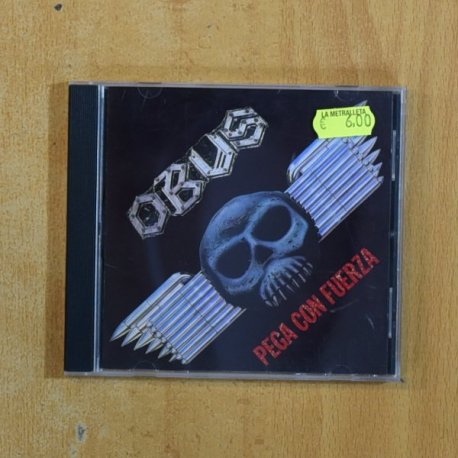 LA METRALLETA
€ 6.00
OBUS
PEGA CON FUERZA